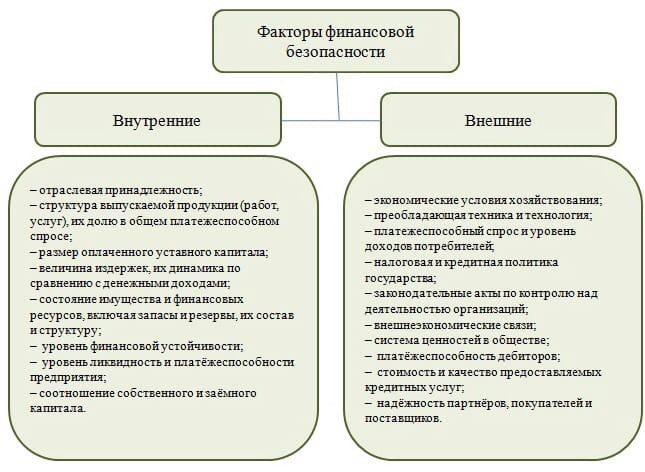 Факторы финансовой
безопасности
Внутренние
Внешние
– отраслевая принадлежность;
– структура выпускаемой продукции (работ,
услуг), их долю в общем платежеспособном
спросе;
– размер оплаченного уставного капитала;
– величина издержек, их динамика по
сравнению с денежными доходами;
– состояние имущества и финансовых
ресурсов, включая запасы и резервы, их состав
и структуру;
– уровень финансовой устойчивости;
– уровень ликвидность и платёжеспособности
предприятия;
– соотношение собственного и заёмного
капитала.
– экономические условия хозяйствования;
– преобладающая техника и технология;
– платежеспособный спрос и уровень
доходов потребителей;
– налоговая и кредитная политика
государства;
– законодательные акты по контролю над
деятельностью организаций;
– внешнеэкономические связи;
– система ценностей в обществе;
– платёжеспособность дебиторов;
– стоимость и качество предоставляемых
кредитных услуг;
– надёжность партнёров, покупателей и
поставщиков.